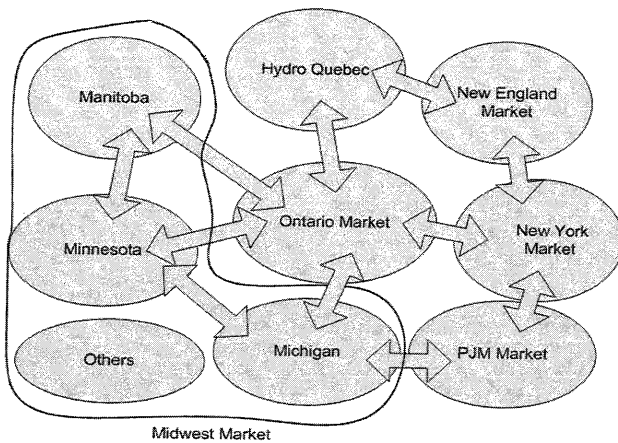 Manitoba
Hydro Quebec
New England
Market
Minnesota
Ontario Market
New York
Market
Others
Michigan
PJM Market
Midwest Market